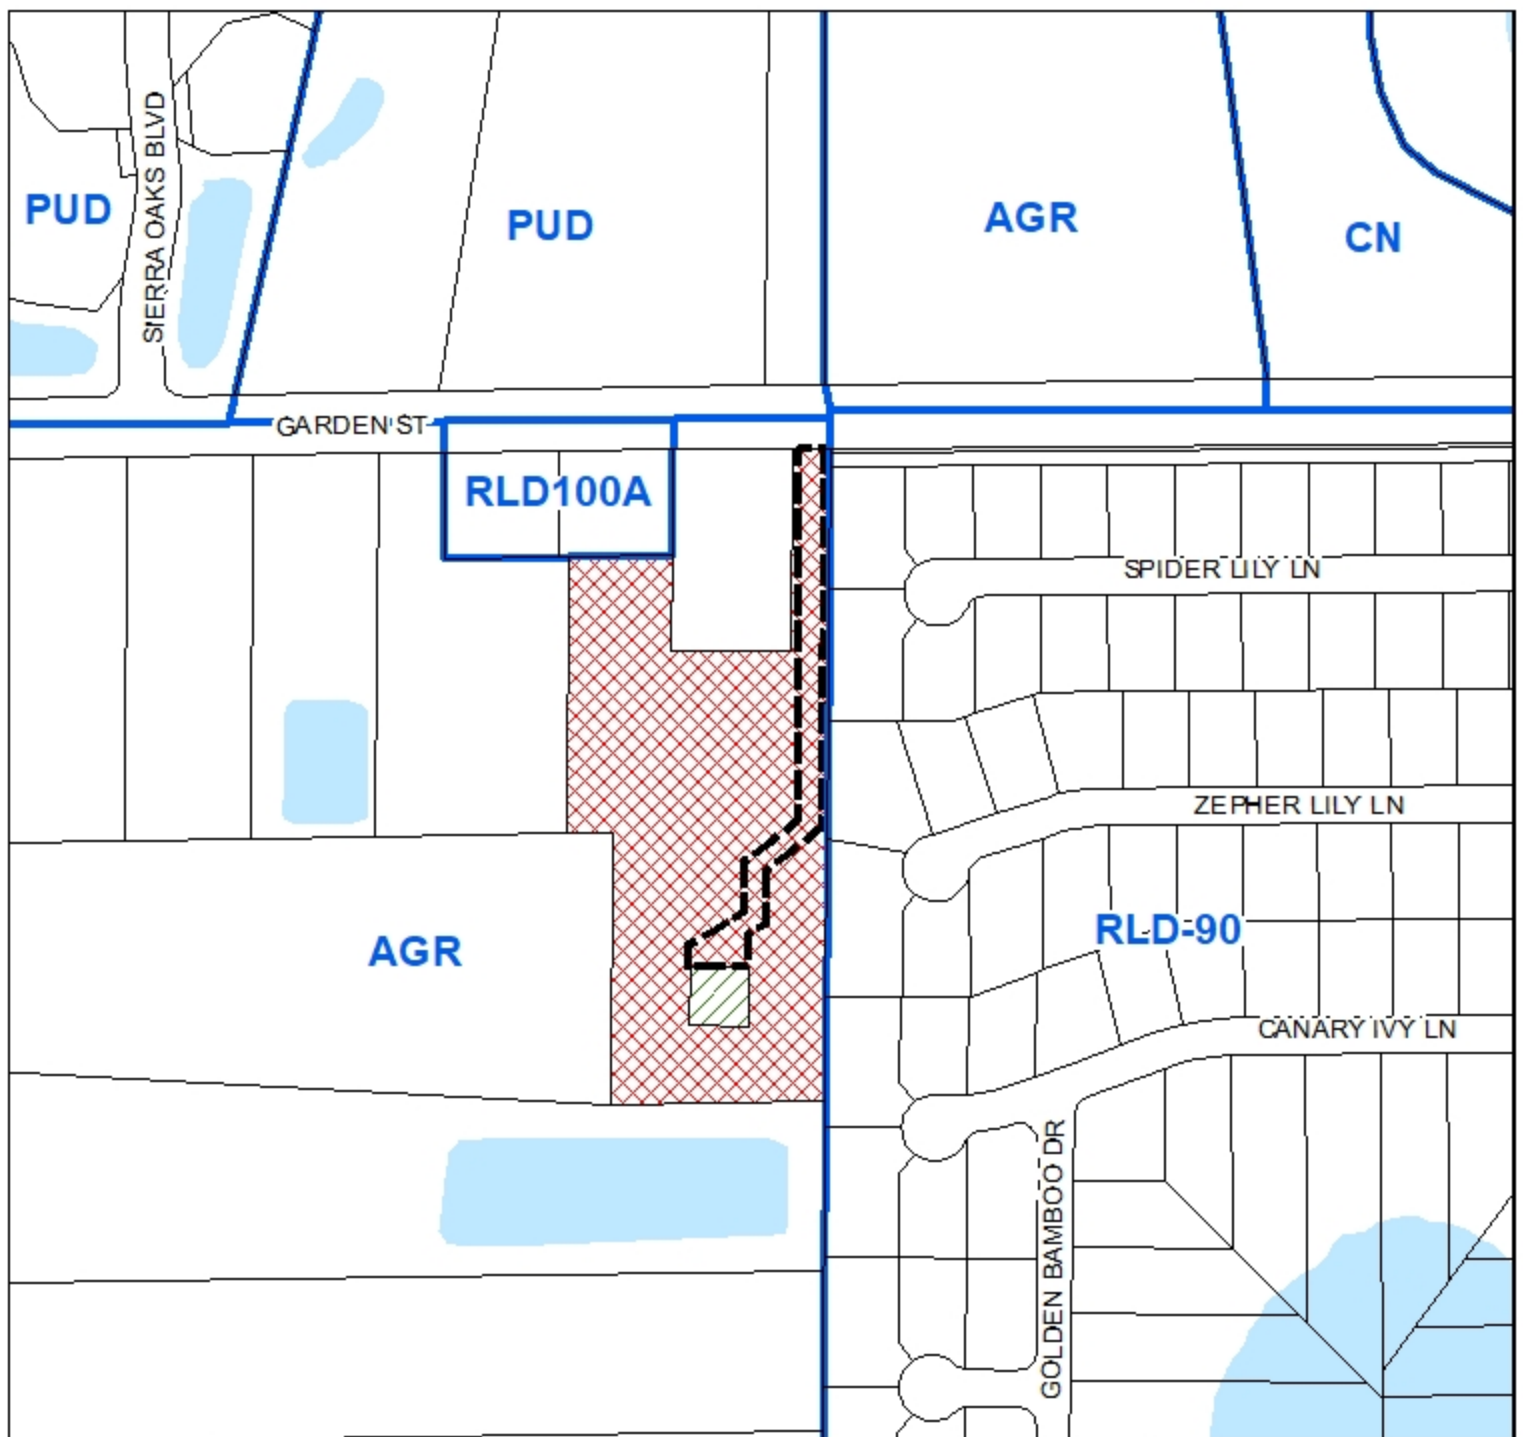 SIERRA OAKS BLVD
PUD
PUD
AGR
CN
GARDEN ST
RLD100A
SPIDER LILY LN
ZEPHER LILY LN
RLD-90
AGR
CANARY IVY LN
GOLDEN BAMBOO DR